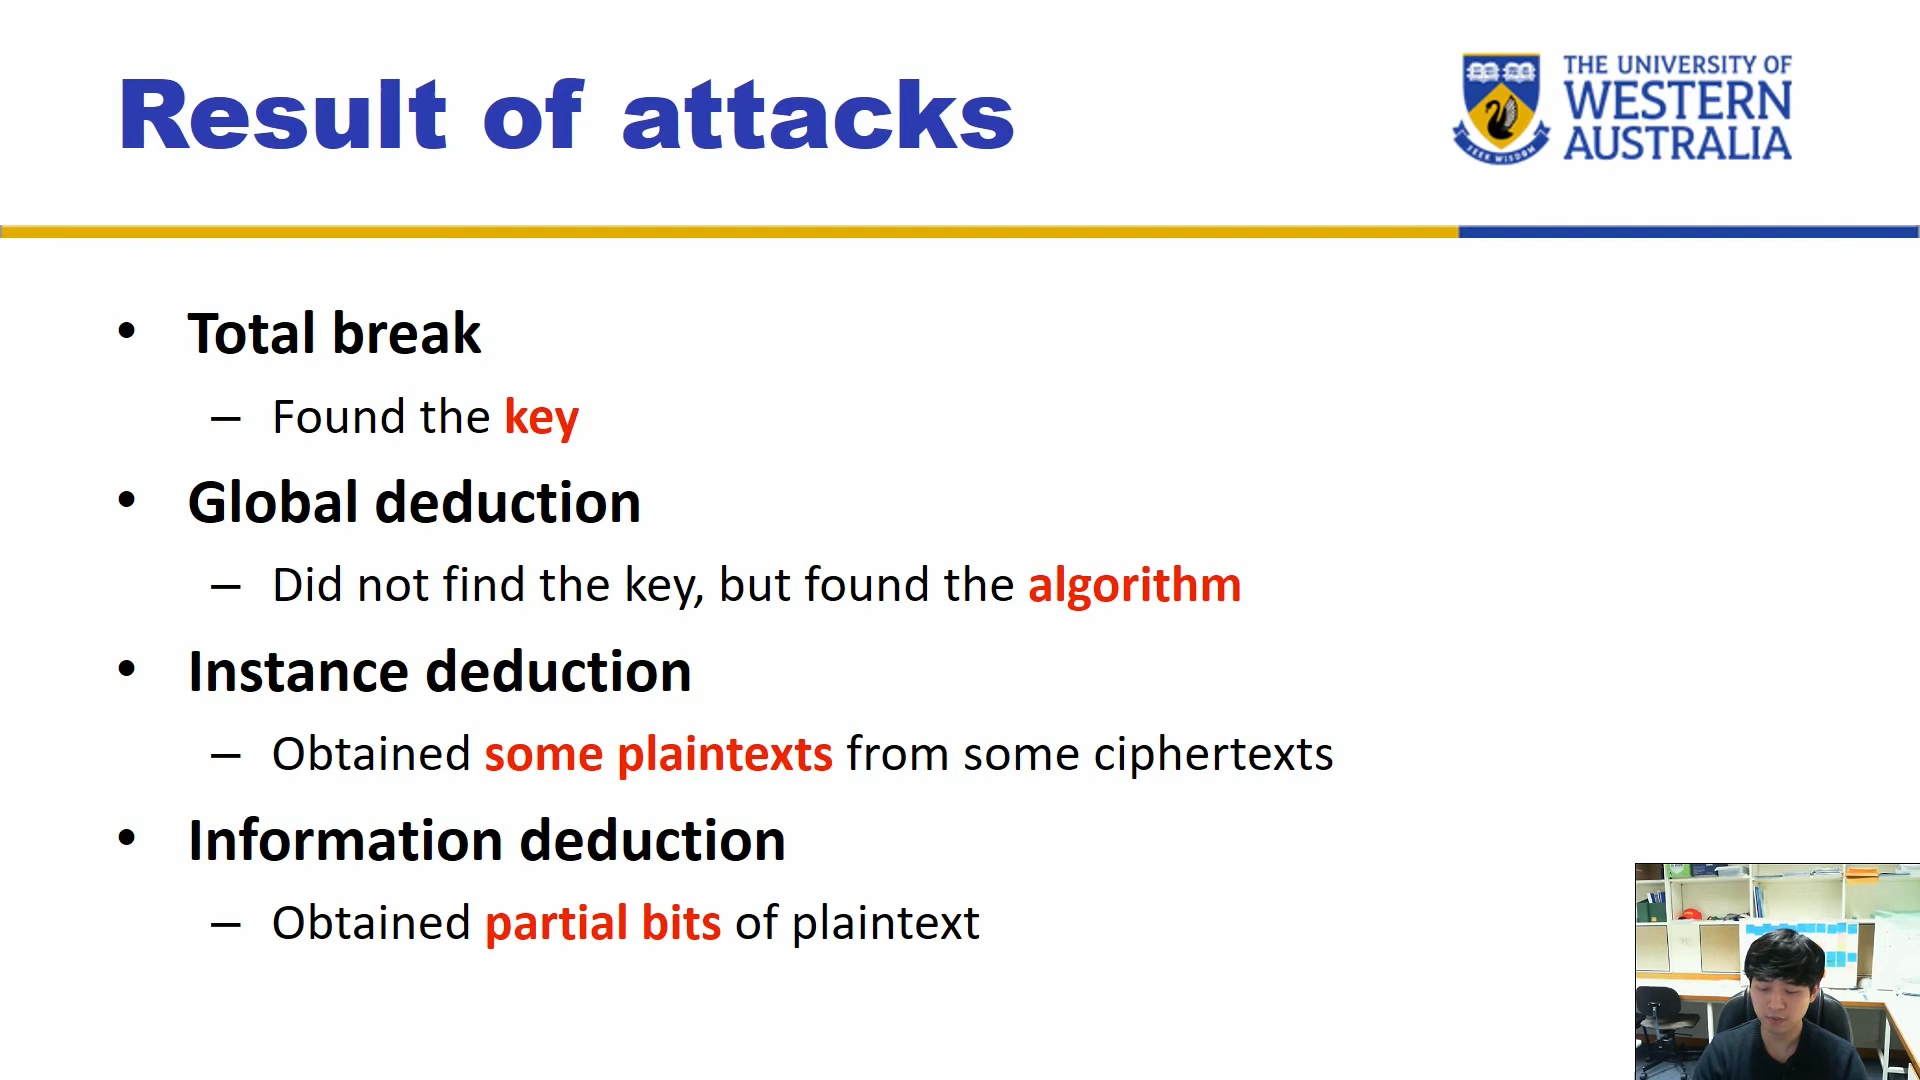 Result of attacks
THE UNIVERSITY OF
WESTERN
AUSTRALIA
SEEK WISDOM
• Total break
– Found the key
• Global deduction
– Did not find the key, but found the algorithm
• Instance deduction
– Obtained some plaintexts from some ciphertexts
• Information deduction
– Obtained partial bits of plaintext